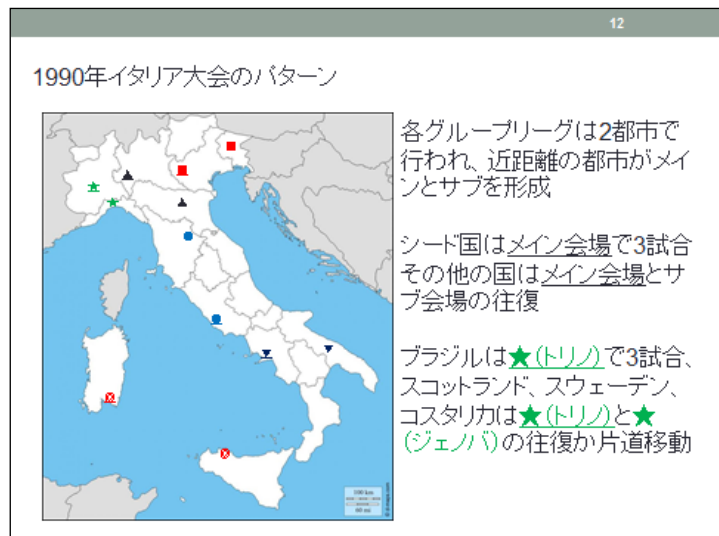 12
1990年イタリア大会のパターン
各グループリーグは2都市で
行われ、近距離の都市がメイ
ンとサブを形成
シード国はメイン会場で3試合
その他の国はメイン会場とサ
ブ会場の往復
ブラジルは★(トリノ)で3試合、
スコットランド、スウェーデン、
コスタリカは★(トリノ)と★
(ジェノバ)の往復か片道移動
100 km
60 mi